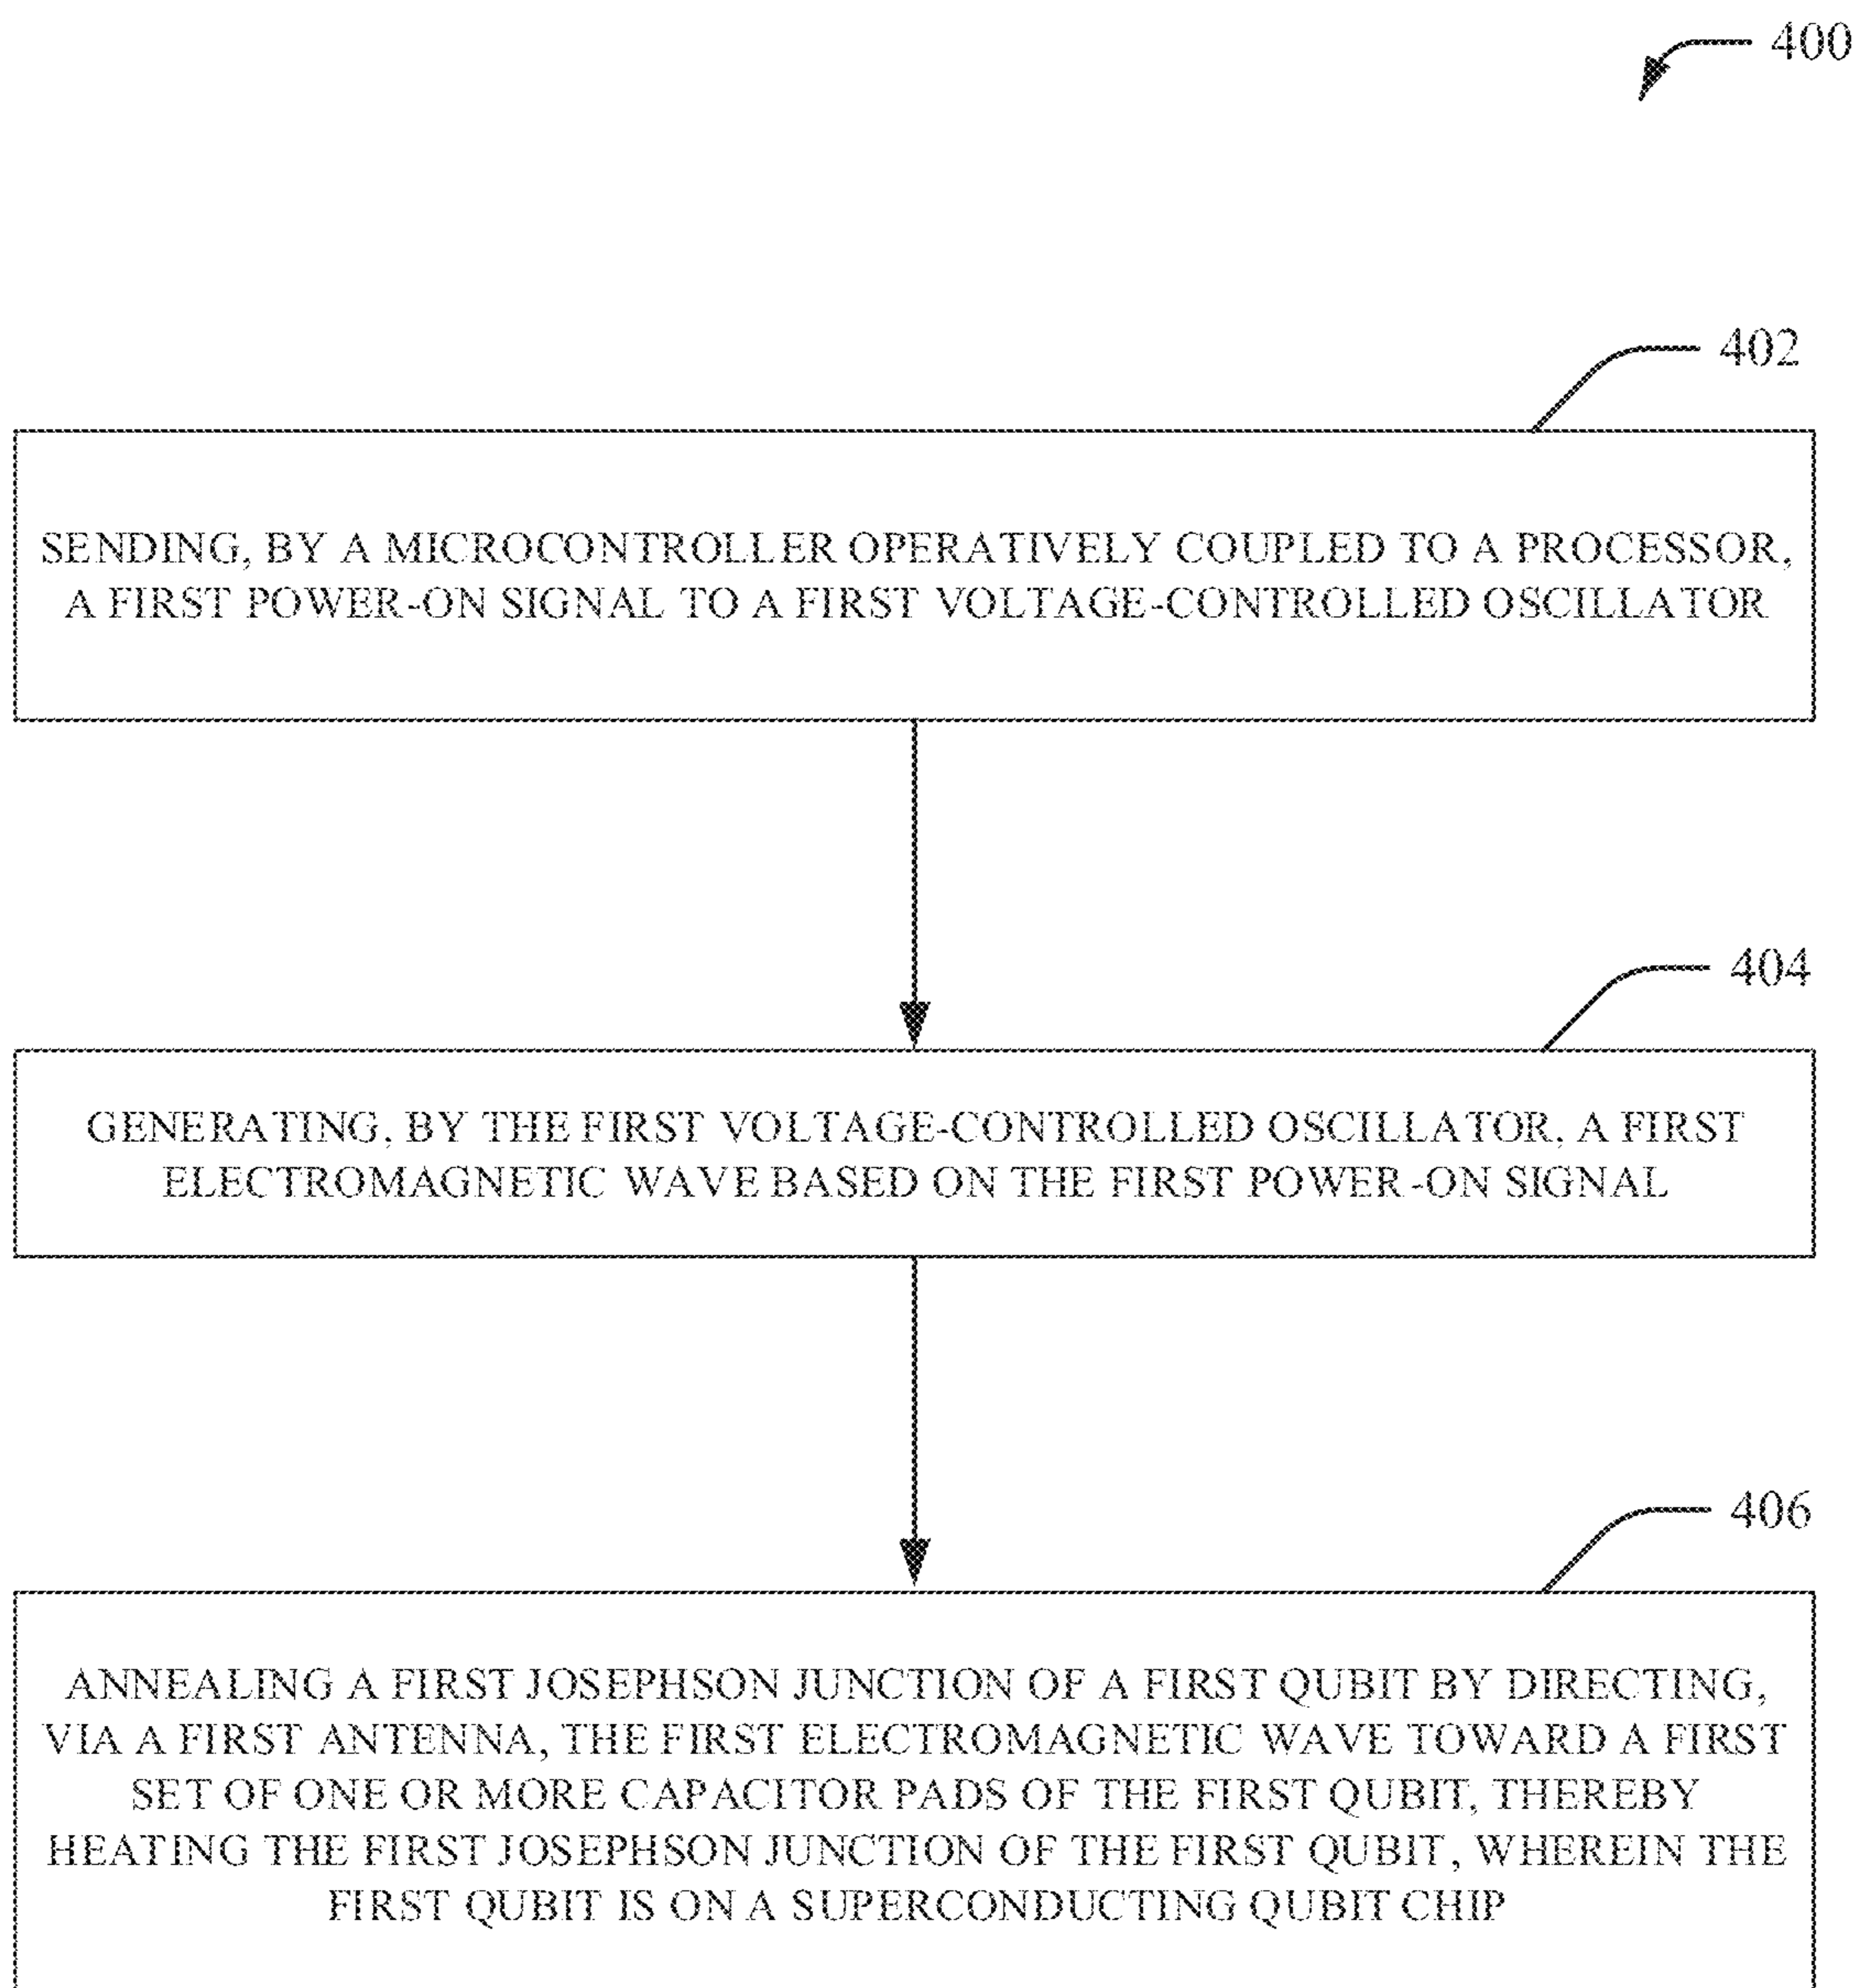 400
402
SENDING, BY A MICROCONTROLLER OPERATIVELY COUPLED TO A PROCESSOR,
A FIRST POWER-ON SIGNAL TO A FIRST VOLTAGE-CONTROLLED OSCILLATOR
404
GENERATING, BY THE FIRST VOLTAGE-CONTROLLED OSCILLATOR, A FIRST
ELECTROMAGNETIC WAVE BASED ON THE FIRST POWER-ON SIGNAL
406
ANNEALING A FIRST JOSEPHSON JUNCTION OF A FIRST QUBIT BY DIRECTING,
VIA A FIRST ANTENNA, THE FIRST ELECTROMAGNETIC WAVE TOWARD A FIRST
SET OF ONE OR MORE CAPACITOR PADS OF THE FIRST QUBIT, THEREBY
HEATING THE FIRST JOSEPHSON JUNCTION OF THE FIRST QUBIT, WHEREIN THE
FIRST QUBIT IS ON A SUPERCONDUCTING QUBIT CHIP